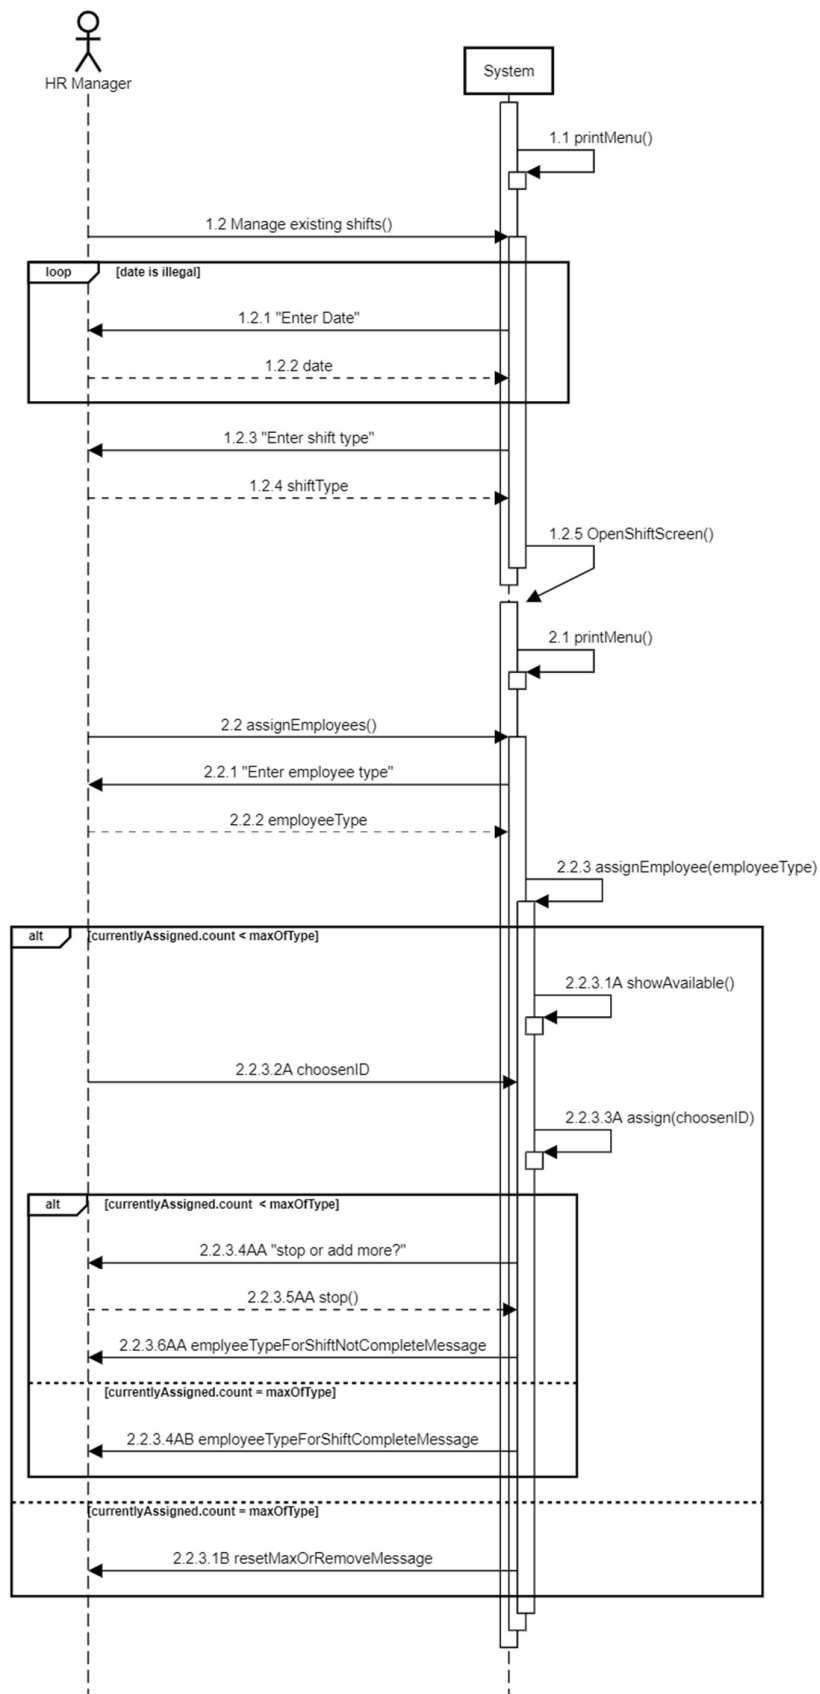 HR Manager
System
1.1 printMenu()
1.2 Manage existing shifts()
loop
[date is illegal]
1.2.1 "Enter Date"
1.2.2 date
1.2.3 "Enter shift type"
1.2.4 shiftType
1.2.5 OpenShiftScreen()
2.1 printMenu()
2.2 assignEmployees()
2.2.1 "Enter employee type"
2.2.2 employeeType
2.2.3 assignEmployee(employeeType)
alt
[currentlyAssigned.count < maxOfType]
2.2.3.1A showAvailable()
2.2.3.2A choosenID
2.2.3.3A assign(choosenID)
alt
[currentlyAssigned.count < maxOfType]
2.2.3.4AA "stop or add more?"
2.2.3.5AA stop()
2.2.3.6AA emplyeeTypeForShiftNotCompleteMessage
[currentlyAssigned.count = maxOfType]
2.2.3.4AB employeeTypeForShiftCompleteMessage
[currentlyAssigned.count = maxOfType]
2.2.3.1B resetMaxOrRemoveMessage